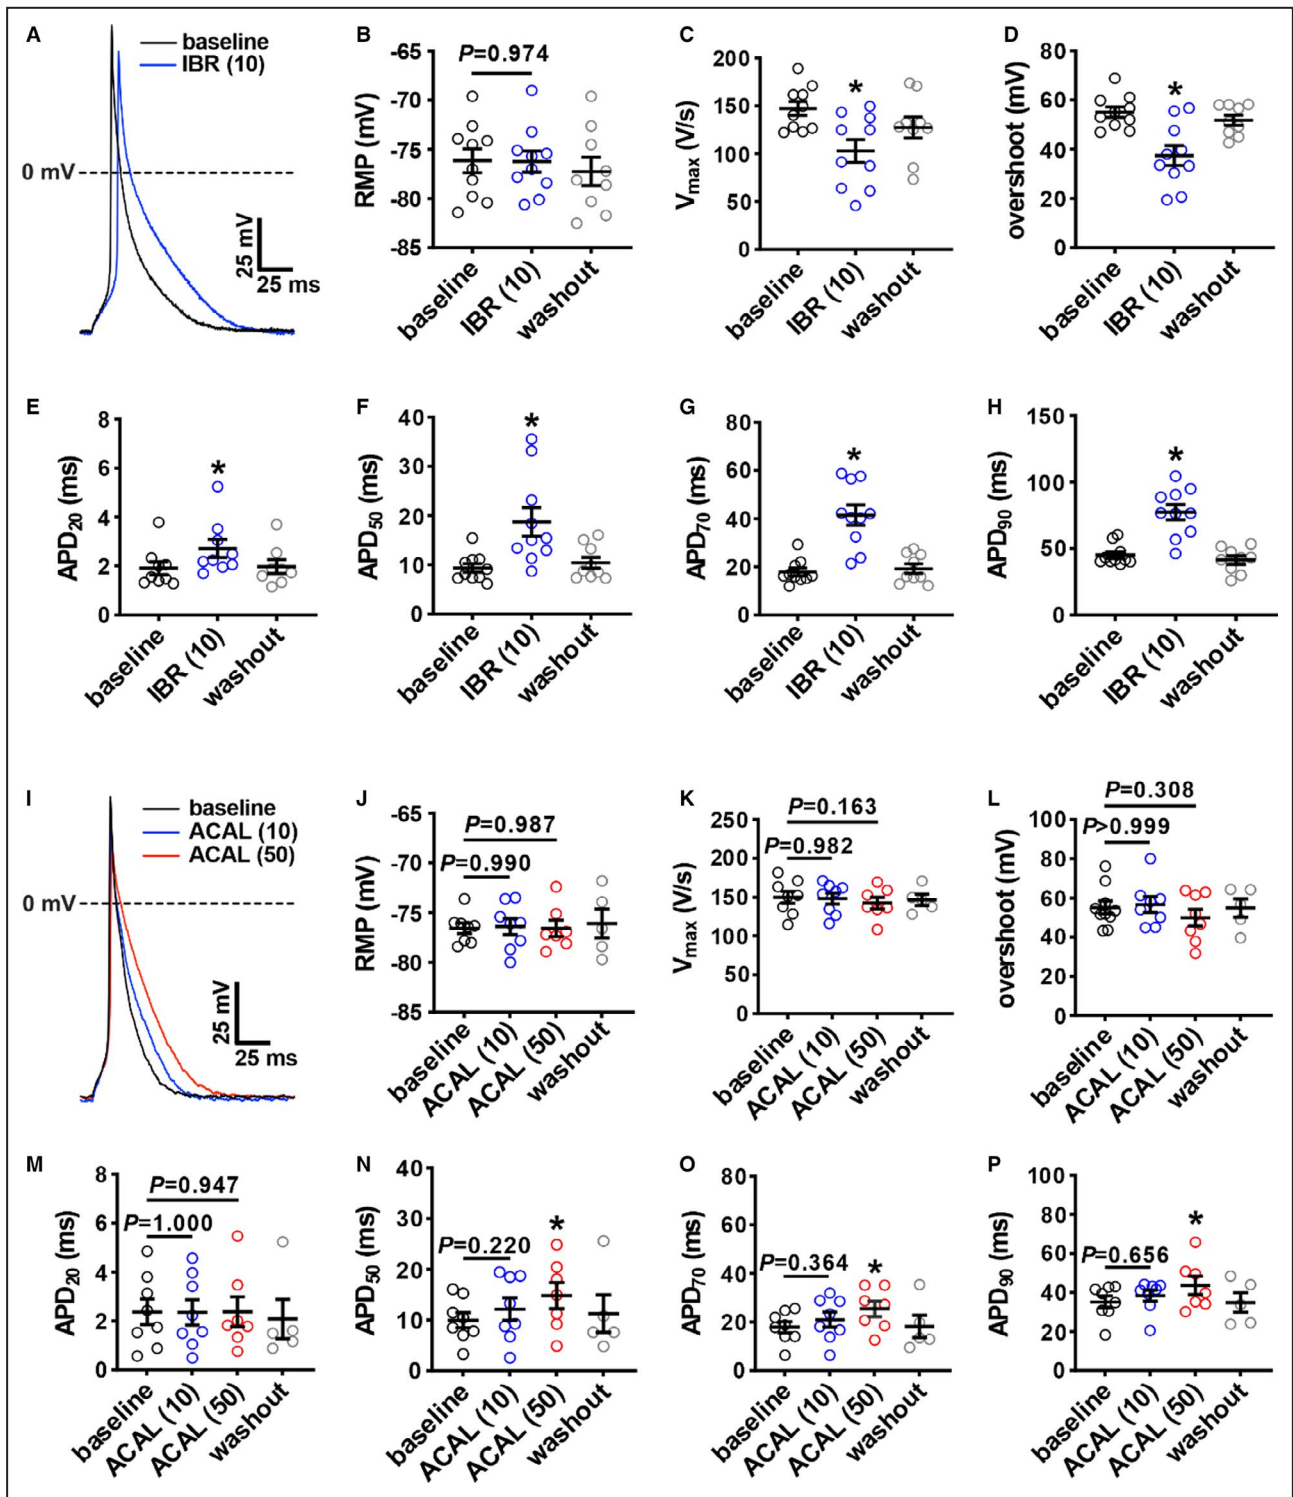 A
baseline
IBR (10)
0 mV
25 mV
25 ms
B
P=0.974
RMP (mV)
-65
-70
-75
-80
-85
baseline
IBR (10)
washout
C
Vmax (V/s)
200
150
100
50
0
*
baseline
IBR (10)
washout
D
overshoot (mV)
80
60
40
20
0
*
baseline
IBR (10)
washout
E
APD20 (ms)
8
6
4
2
0
*
baseline
IBR (10)
washout
F
APD50 (ms)
40
30
20
10
0
*
baseline
IBR (10)
washout
G
APD70 (ms)
80
60
40
20
0
*
baseline
IBR (10)
washout
H
APD90 (ms)
150
100
50
0
*
baseline
IBR (10)
washout
I
baseline
ACAL (10)
ACAL (50)
0 mV
25 mV
25 ms
J
RMP (mV)
-65
-70
-75
-80
-85
P=0.987
P=0.990
baseline
ACAL (10)
ACAL (50)
washout
K
Vmax (V/s)
250
200
150
100
50
0
P=0.163
P=0.982
baseline
ACAL (10)
ACAL (50)
washout
L
overshoot (mV)
100
80
60
40
20
0
P=0.308
P>0.999
baseline
ACAL (10)
ACAL (50)
washout
M
APD20 (ms)
8
6
4
2
0
P=0.947
P=1.000
baseline
ACAL (10)
ACAL (50)
washout
N
APD50 (ms)
40
30
20
10
0
P=0.220
*
baseline
ACAL (10)
ACAL (50)
washout
O
APD70 (ms)
80
60
40
20
0
P=0.364
*
baseline
ACAL (10)
ACAL (50)
washout
P
APD90 (ms)
100
80
60
40
20
0
P=0.656
*
baseline
ACAL (10)
ACAL (50)
washout